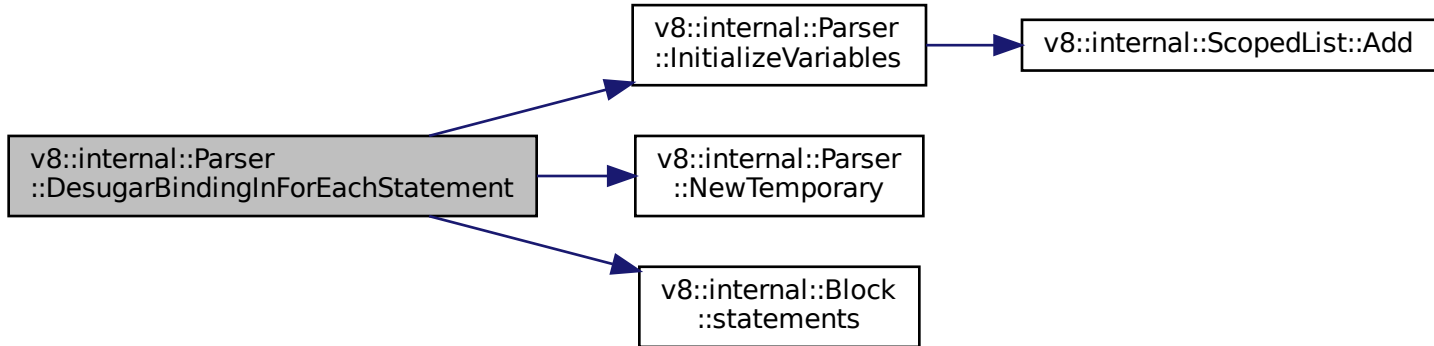 v8::internal::Parser
::DesugarBindingInForEachStatement
v8::internal::Parser
::InitializeVariables
v8::internal::ScopedList::Add
v8::internal::Parser
::NewTemporary
v8::internal::Block
::statements